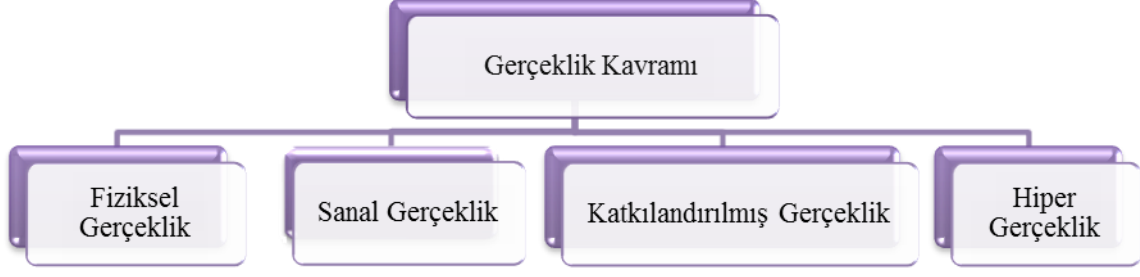 Gerçeklik Kavramı
Fiziksel
Gerçeklik
Sanal Gerçeklik
Katkılandırılmış Gerçeklik
Hiper
Gerçeklik